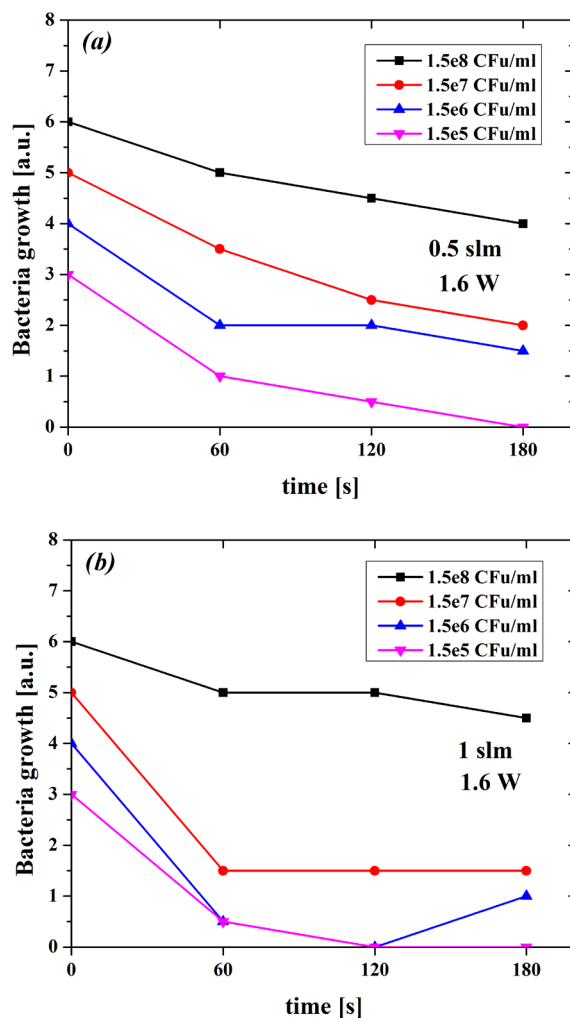 (a)
1.5e8 CFu/ml
1.5e7 CFu/ml
1.5e6 CFu/ml
1.5e5 CFu/ml
8
7
6
5
4
3
2
1
0
Bacteria growth [a.u.]
0.5 slm
1.6 W
0 60 120 180
time [s]
(b)
1.5e8 CFu/ml
1.5e7 CFu/ml
1.5e6 CFu/ml
1.5e5 CFu/ml
8
7
6
5
4
3
2
1
0
Bacteria growth [a.u.]
1 slm
1.6 W
0 60 120 180
time [s]